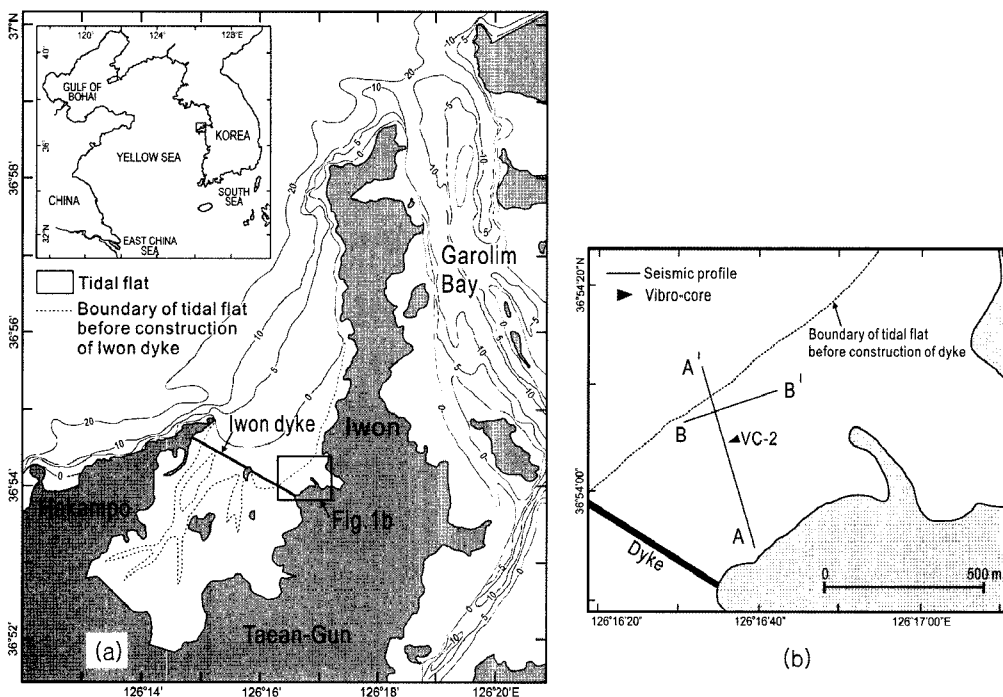 120°
128°E
40°
GULF OF
BOHAI
36°
KOREA
YELLOW SEA
CHINA
SOUTH
SEA
32°N
EAST CHINA
SEA
Tidal flat
Boundary of tidal flat
before construction
of Iwon dyke
Garolim
Bay
Iwon dyke
Iwon
Hakampo
Fig.1b
Taean-Gun
(a)
37°N
36°58'
36°56'
36°54'
36°52'
126°14'
126°16'
126°18'
126°20'E
20
10
5
0
Seismic profile
Vibro-core
Boundary of tidal flat
before construction of dyke
A'
B'
B
VC-2
A
Dyke
0 500 m
36°54'20"N
36°54'00"
126°16'20"
126°16'40"
126°17'00"E
(b)